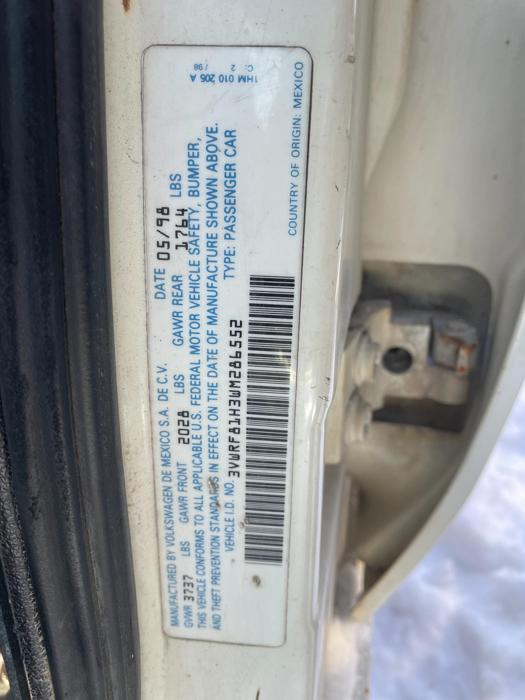 MANUFACTURED BY VOLKSWAGEN DE MEXICO S.A. DE C.V. DATE 05/98
GVWR 3737 LBS GAWR FRONT 2028 LBS GAWR REAR 1764 LBS
THIS VEHICLE CONFORMS TO ALL APPLICABLE U.S. FEDERAL MOTOR VEHICLE SAFETY, BUMPER,
AND THEFT PREVENTION STANDARDS IN EFFECT ON THE DATE OF MANUFACTURE SHOWN ABOVE.
VEHICLE I.D. NO. 3VWRF81H3WM286552 TYPE: PASSENGER CAR
COUNTRY OF ORIGIN: MEXICO
1HM 010 205 A
C: 2 /98